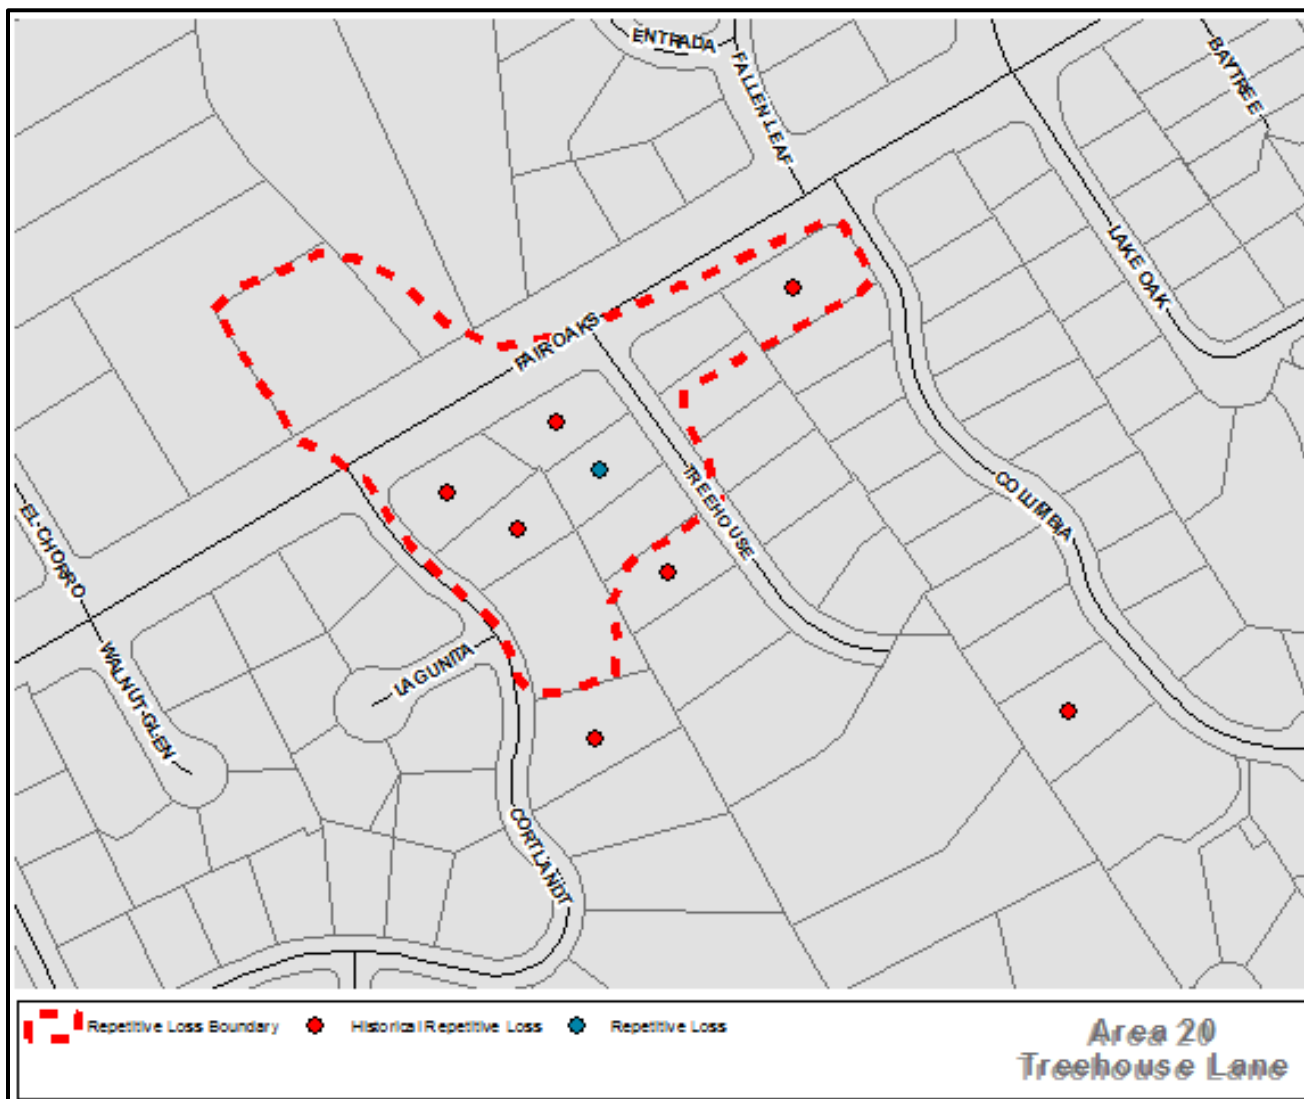 ENTRADA
FALLEN LEAF
BAYTREE
LAKE OAK
FAIR OAKS
TREEHOUSE
COLUMBIA
EL CHORRO
WALNUT GLEN
LAGUNITA
CORTLANDT
Repetitive Loss Boundary
Historical Repetitive Loss
Repetitive Loss
Area 20
Treehouse Lane